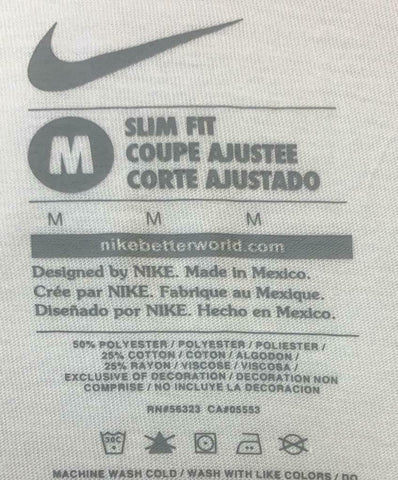 M
SLIM FIT
COUPE AJUSTEE
CORTE AJUSTADO
M M M
nikebetterworld.com
Designed by NIKE. Made in Mexico.
Crée par NIKE. Fabrique au Mexique.
Diseñado por NIKE. Hecho en Mexico.
50% POLYESTER / POLYESTER / POLIESTER /
25% COTTON / COTON / ALGODON /
25% RAYON / VISCOSE / VISCOSA /
EXCLUSIVE OF DECORATION / DECORATION NON
COMPRISE / NO INCLUYE LA DECORACION
RN#56323 CA#05553
30C
MACHINE WASH COLD / WASH WITH LIKE COLORS / DO